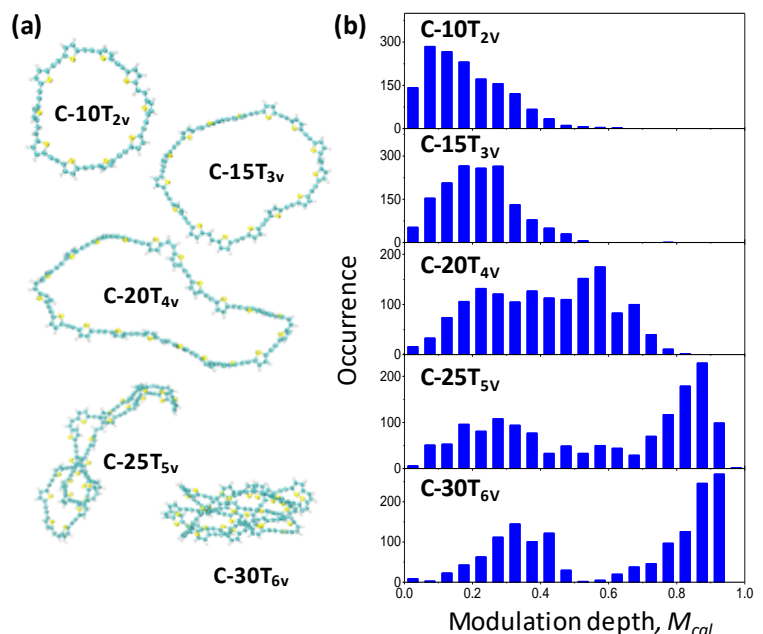 (a)
C-10T2v
C-15T3v
C-20T4v
C-25T5v
C-30T6v
(b)
Occurrence
300
150
0
C-10T2v
300
150
0
C-15T3v
200
100
0
C-20T4v
200
100
0
C-25T5v
200
100
0
C-30T6v
0.0 0.2 0.4 0.6 0.8 1.0
Modulation depth, Mcal